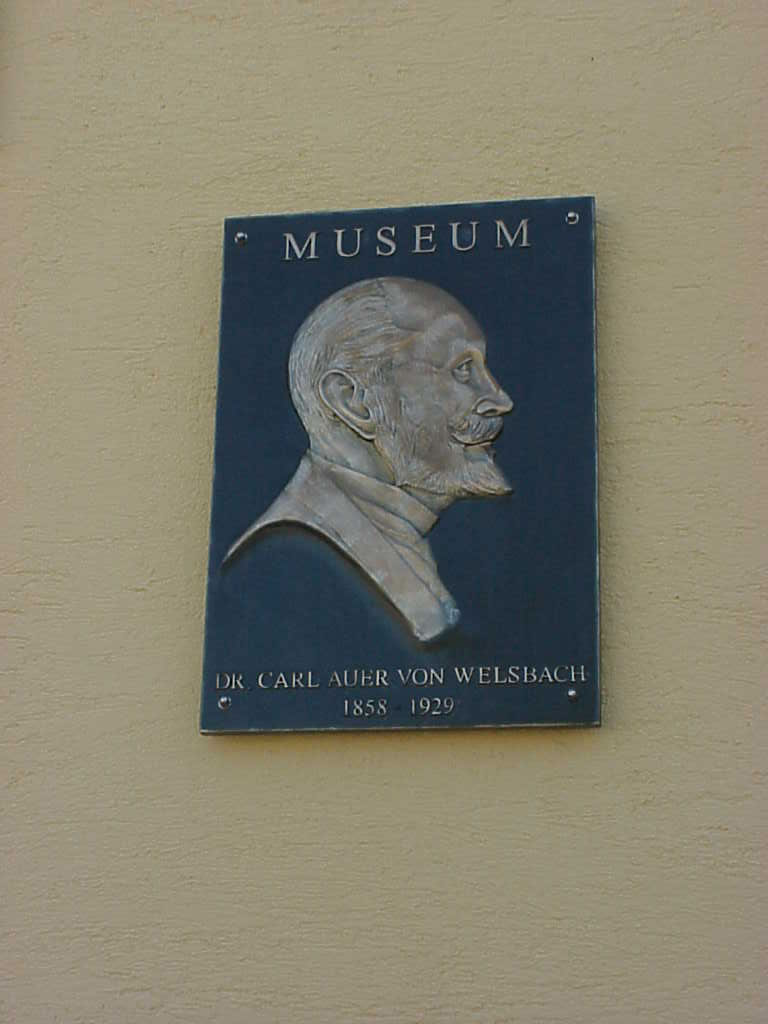 MUSEUM
DR. CARL AUER VON WELSBACH
1858 - 1929